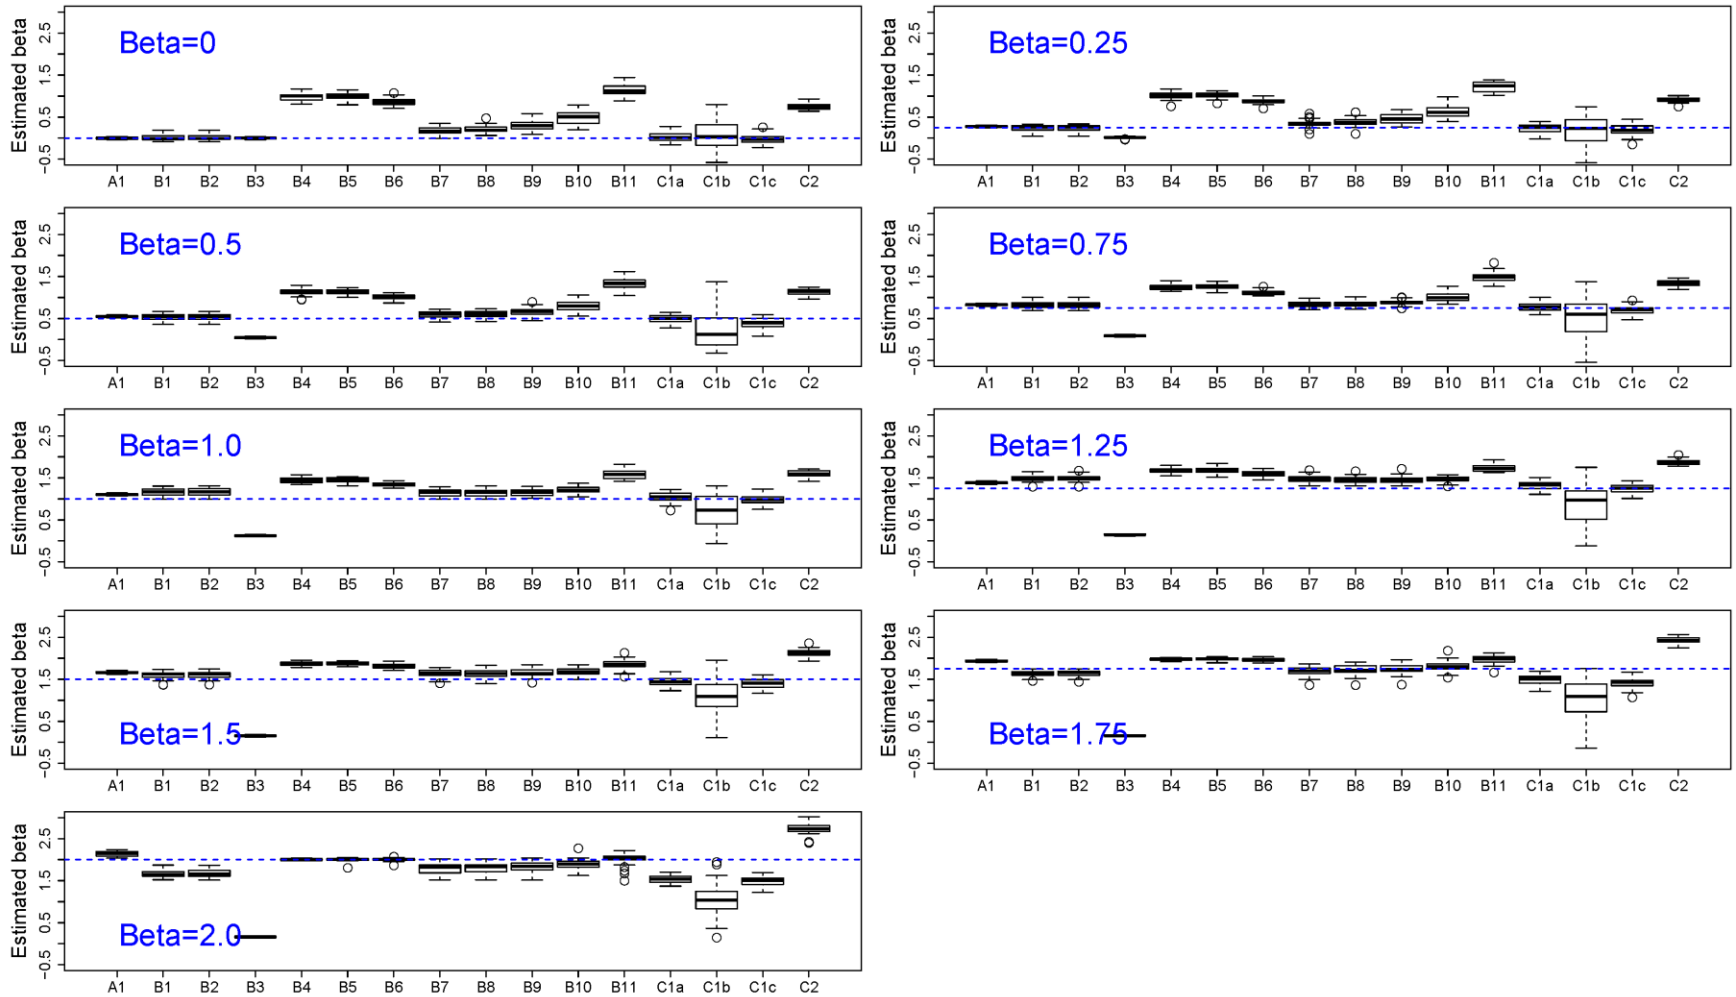 Estimated beta
2.5
1.5
0.5
−0.5
Beta=0
A1 B1 B2 B3 B4 B5 B6 B7 B8 B9 B10 B11 C1a C1b C1c C2
Estimated beta
2.5
1.5
0.5
−0.5
Beta=0.25
A1 B1 B2 B3 B4 B5 B6 B7 B8 B9 B10 B11 C1a C1b C1c C2
Estimated beta
2.5
1.5
0.5
−0.5
Beta=0.5
A1 B1 B2 B3 B4 B5 B6 B7 B8 B9 B10 B11 C1a C1b C1c C2
Estimated beta
2.5
1.5
0.5
−0.5
Beta=0.75
A1 B1 B2 B3 B4 B5 B6 B7 B8 B9 B10 B11 C1a C1b C1c C2
Estimated beta
2.5
1.5
0.5
−0.5
Beta=1.0
A1 B1 B2 B3 B4 B5 B6 B7 B8 B9 B10 B11 C1a C1b C1c C2
Estimated beta
2.5
1.5
0.5
−0.5
Beta=1.25
A1 B1 B2 B3 B4 B5 B6 B7 B8 B9 B10 B11 C1a C1b C1c C2
Estimated beta
2.5
1.5
0.5
−0.5
Beta=1.5
A1 B1 B2 B3 B4 B5 B6 B7 B8 B9 B10 B11 C1a C1b C1c C2
Estimated beta
2.5
1.5
0.5
−0.5
Beta=1.75
A1 B1 B2 B3 B4 B5 B6 B7 B8 B9 B10 B11 C1a C1b C1c C2
Estimated beta
2.5
1.5
0.5
−0.5
Beta=2.0
A1 B1 B2 B3 B4 B5 B6 B7 B8 B9 B10 B11 C1a C1b C1c C2